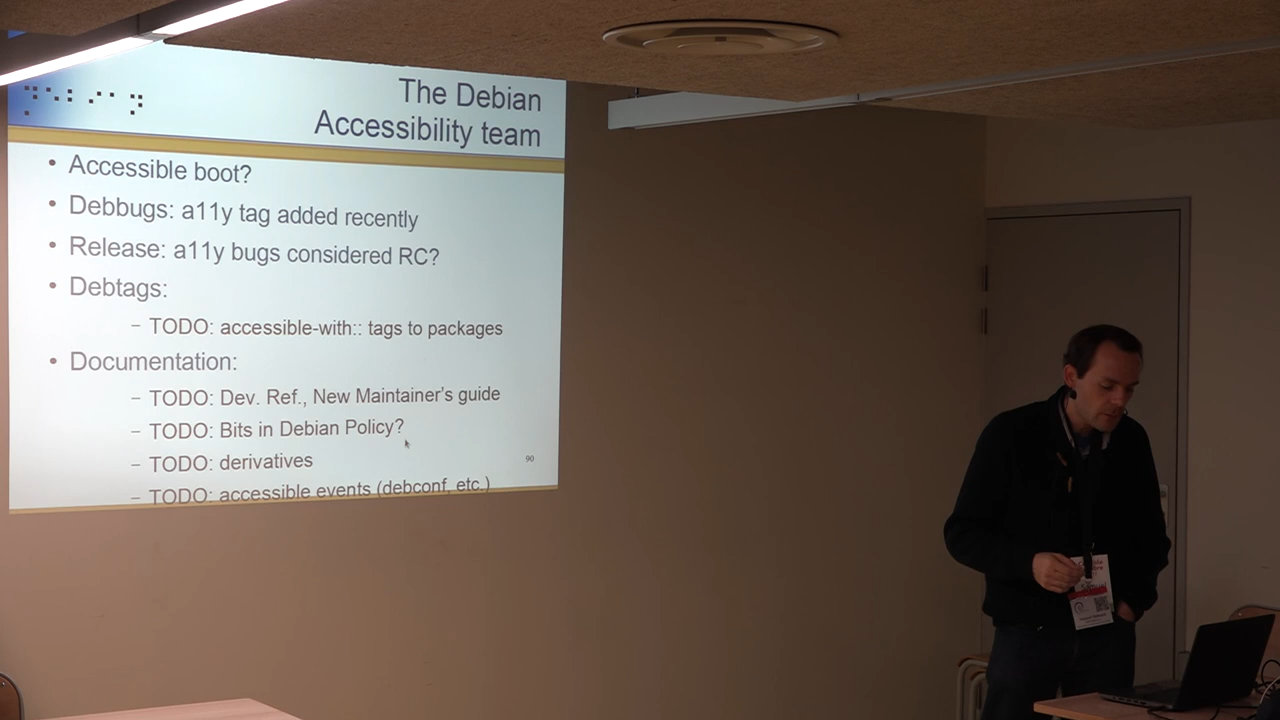 The Debian
Accessibility team
• Accessible boot?
• Debbugs: a11y tag added recently
• Release: a11y bugs considered RC?
• Debtags:
– TODO: accessible-with:: tags to packages
• Documentation:
– TODO: Dev. Ref., New Maintainer's guide
– TODO: Bits in Debian Policy?
– TODO: derivatives
90
– TODO: accessible events (debconf, etc.)